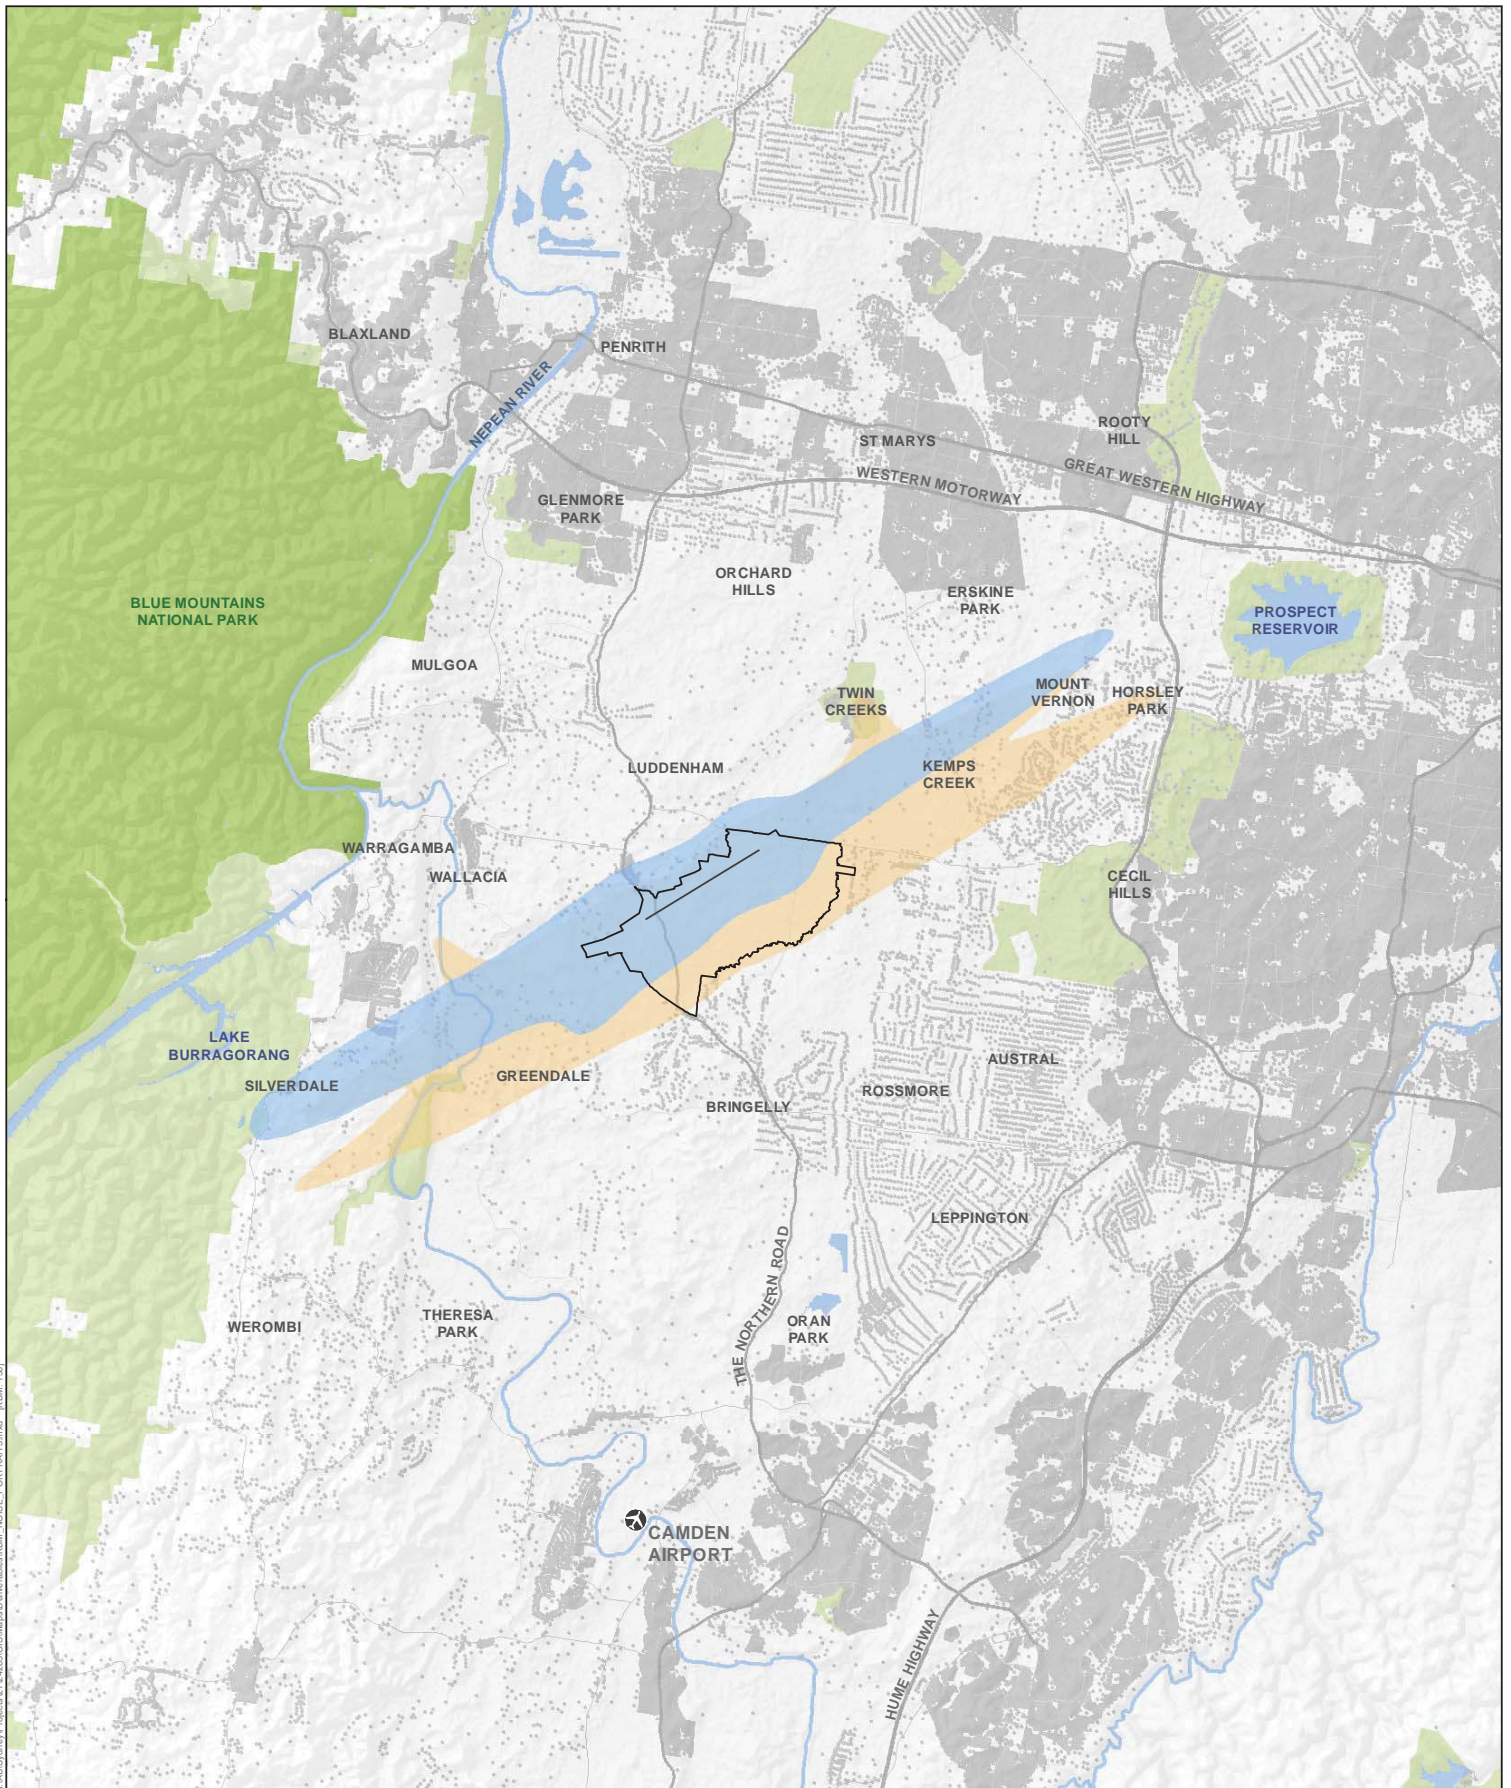 BLAXLAND
PENRITH
NEPEAN RIVER
ROOTY
HILL
ST MARYS
GREAT WESTERN HIGHWAY
WESTERN MOTORWAY
GLENMORE
PARK
ORCHARD
HILLS
ERSKINE
PARK
BLUE MOUNTAINS
NATIONAL PARK
PROSPECT
RESERVOIR
MULGOA
TWIN
CREEKS
MOUNT
VERNON
HORSLEY
PARK
LUDDENHAM
KEMPS
CREEK
WARRAGAMBA
WALLACIA
CECIL
HILLS
LAKE
BURRAGORANG
SILVERDALE
GREENDALE
AUSTRAL
ROSSMORE
BRINGELLY
LEPPINGTON
THE NORTHERN ROAD
WEROMBI
THERESA
PARK
ORAN
PARK
CAMDEN
AIRPORT
HUME HIGHWAY